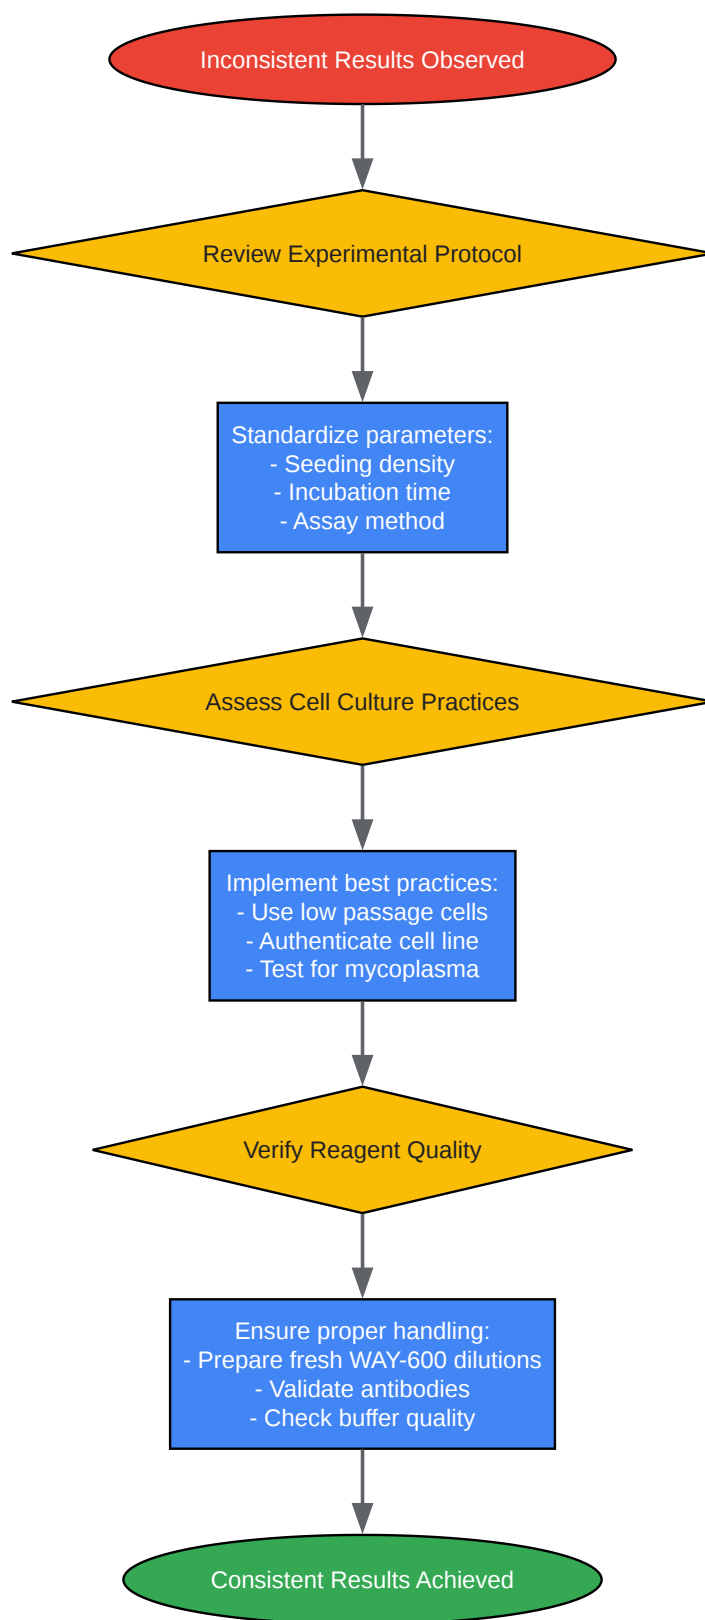 Inconsistent Results Observed
Review Experimental Protocol
Standardize parameters:
- Seeding density
- Incubation time
- Assay method
Assess Cell Culture Practices
Implement best practices:
- Use low passage cells
- Authenticate cell line
- Test for mycoplasma
Verify Reagent Quality
Ensure proper handling:
- Prepare fresh WAY-600 dilutions
- Validate antibodies
- Check buffer quality
Consistent Results Achieved